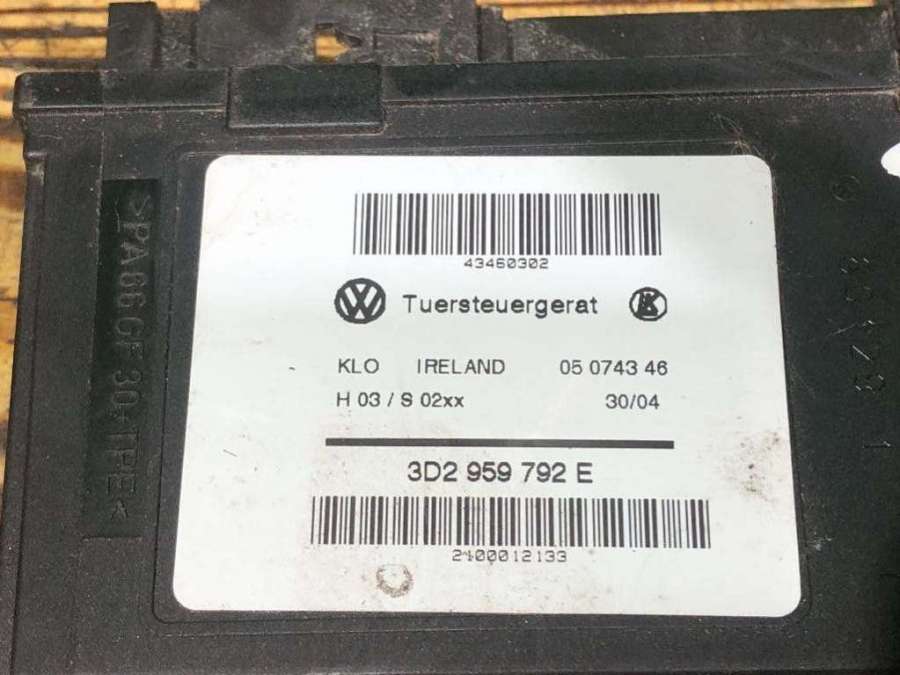 43460302
Tuersteuergerat
KLO IRELAND 05 0743 46
H 03 / S 02xx 30/04
3D2 959 792 E
2100012133
>PA 66 GF 30+TPE<